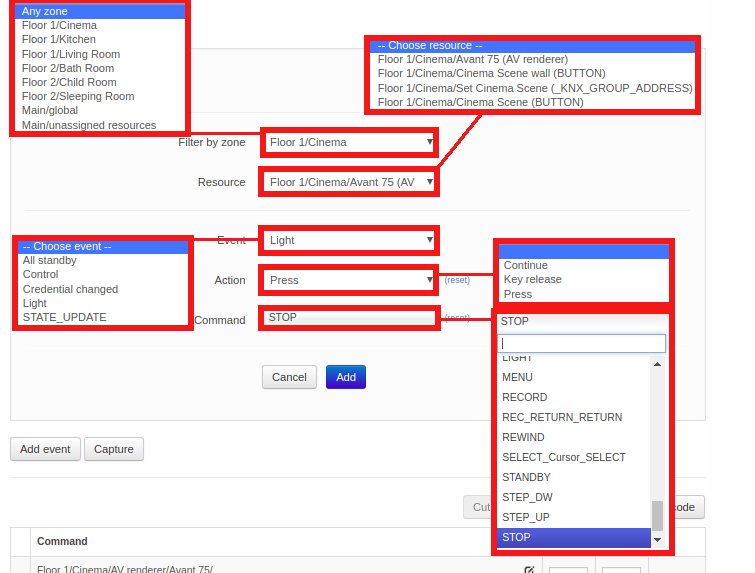 Any zone
Floor 1/Cinema
Floor 1/Kitchen
Floor 1/Living Room
Floor 2/Bath Room
Floor 2/Child Room
Floor 2/Sleeping Room
Main/global
Main/unassigned resources
-- Choose resource --
Floor 1/Cinema/Avant 75 (AV renderer)
Floor 1/Cinema/Cinema Scene wall (BUTTON)
Floor 1/Cinema/Set Cinema Scene (_KNX_GROUP_ADDRESS)
Floor 1/Cinema/Cinema Scene (BUTTON)
Filter by zone Floor 1/Cinema
Resource Floor 1/Cinema/Avant 75 (AV
Event Light
-- Choose event --
All standby
Control
Credential changed
Light
STATE_UPDATE
Action Press (reset)
Continue
Key release
Press
Command STOP (reset)
STOP
LIGHT
MENU
RECORD
REC_RETURN_RETURN
REWIND
SELECT_Cursor_SELECT
STANDBY
STEP_DW
STEP_UP
STOP
Cancel Add
Add event Capture
Cut
Command
Floor 1/Cinema/AV renderer/Avant 75/